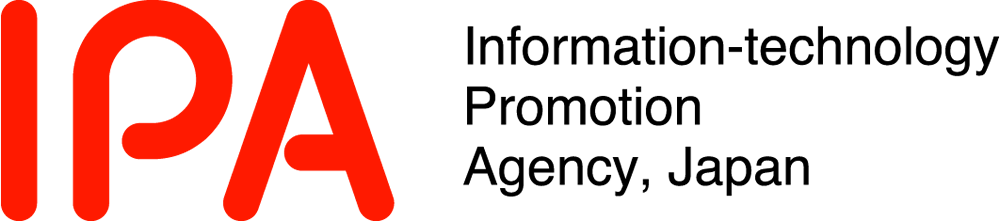 IPA
Information-technology
Promotion
Agency, Japan